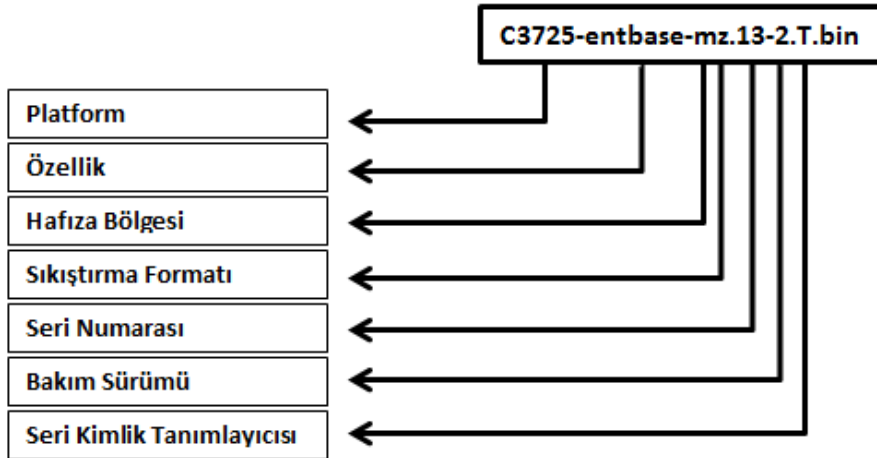 C3725-entbase-mz.13-2.T.bin
Platform
Özellik
Hafıza Bölgesi
Sıkıştırma Formatı
Seri Numarası
Bakım Sürümü
Seri Kimlik Tanımlayıcısı